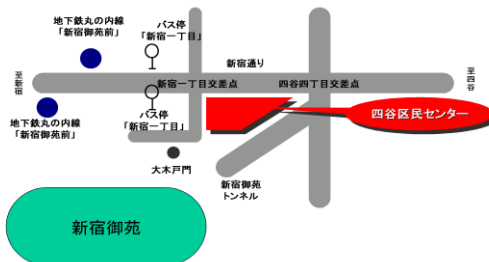 地下鉄丸の内線
「新宿御苑前」
バス停
「新宿一丁目」
新宿通り
至新宿
至四谷
新宿一丁目交差点
四谷四丁目交差点
地下鉄丸の内線
「新宿御苑前」
バス停
「新宿一丁目」
四谷区民センター
大木戸門
新宿御苑
トンネル
新宿御苑